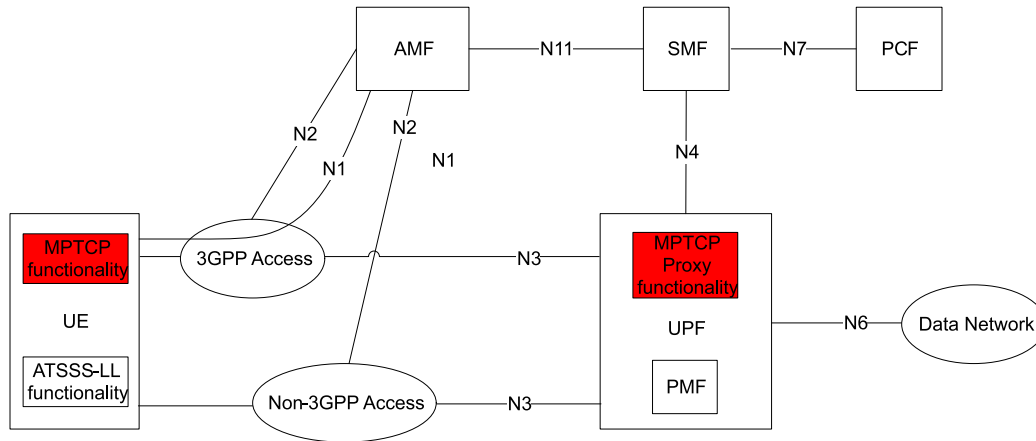 AMF
N11
SMF
N7
PCF
N2
N2
N1
N1
N4
MPTCP
functionality
UE
ATSSS-LL
functionality
3GPP Access
N3
Non-3GPP Access
N3
MPTCP
Proxy
functionality
UPF
PMF
N6
Data Network